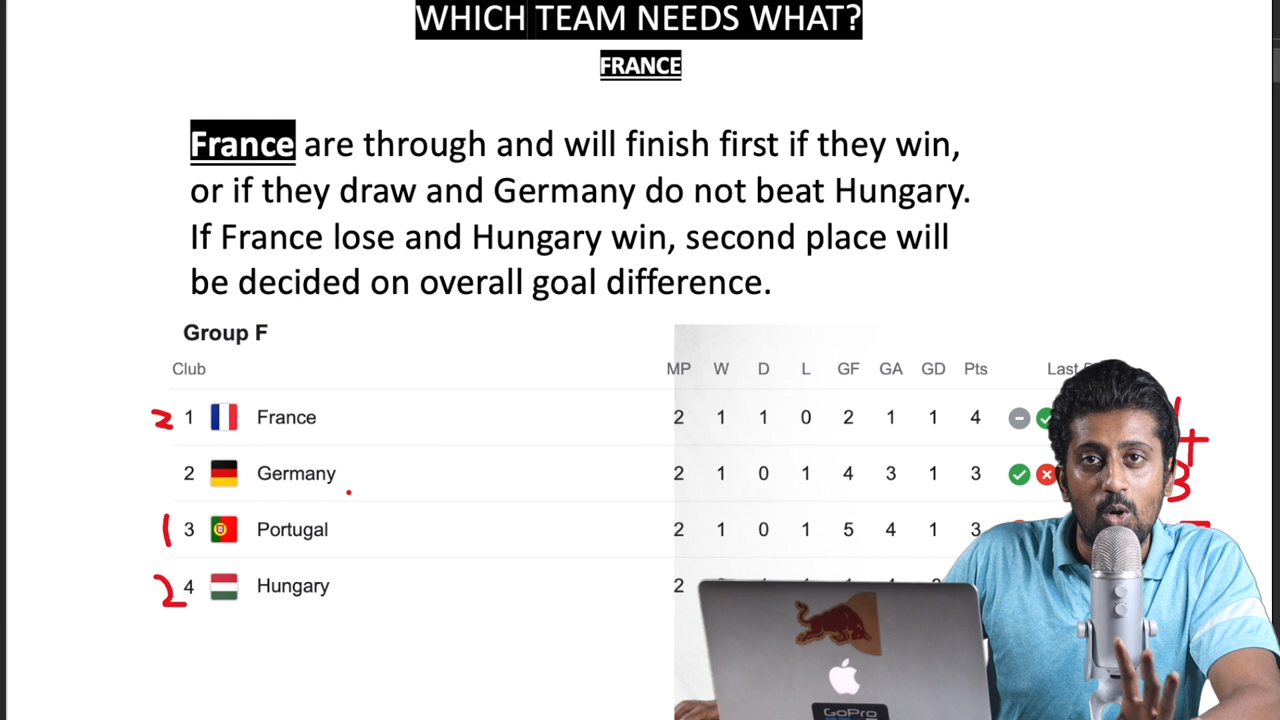 WHICH TEAM NEEDS WHAT?
FRANCE
France are through and will finish first if they win,
or if they draw and Germany do not beat Hungary.
If France lose and Hungary win, second place will
be decided on overall goal difference.
Group F
Club MP W D L GF GA GD Pts Last
2 1 France 2 1 1 0 2 1 1 4
2 Germany 2 1 0 1 4 3 1 3 3
1 3 Portugal 2 1 0 1 5 4 1 3
2 4 Hungary 2
GoPro